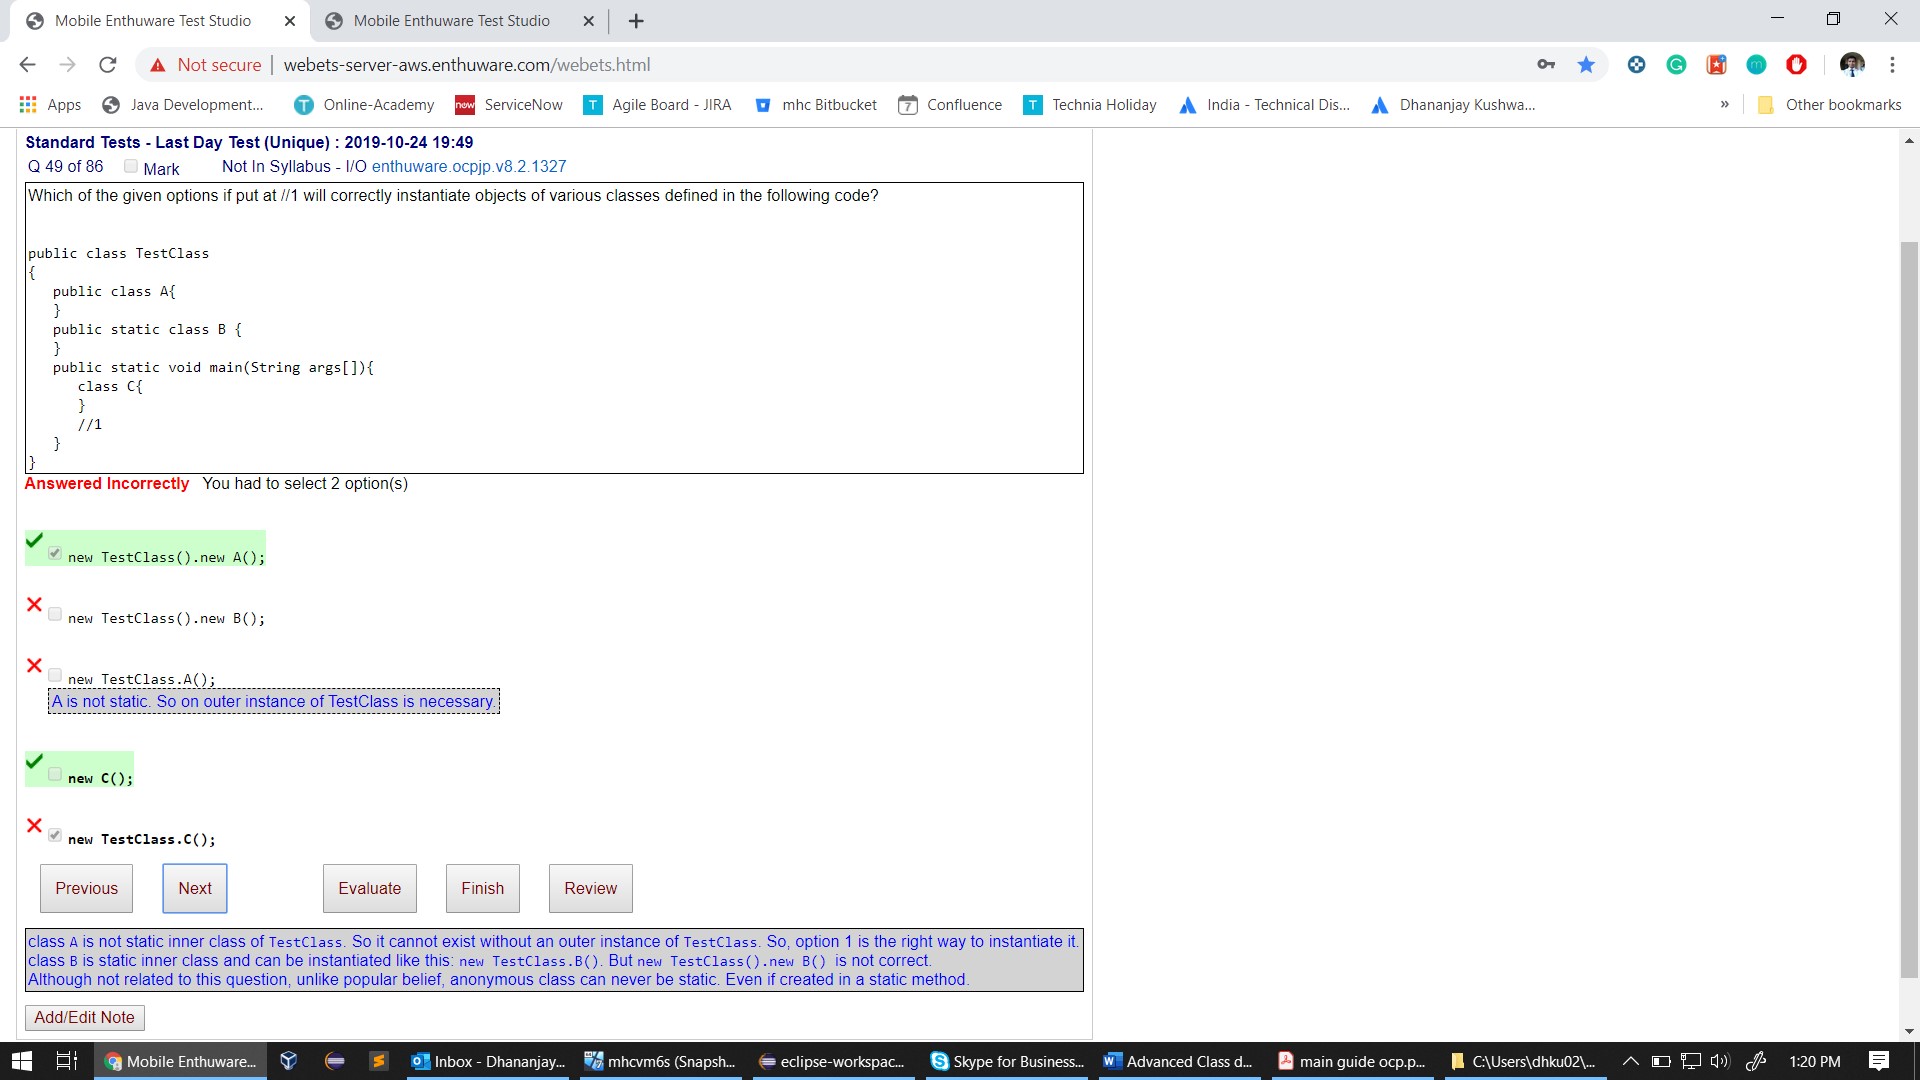 Mobile Enthuware Test Studio
Mobile Enthuware Test Studio
Not secure | webets-server-aws.enthuware.com/webets.html
Apps Java Development... Online-Academy now ServiceNow Agile Board - JIRA mhc Bitbucket 7 Confluence Technia Holiday India - Technical Dis... Dhananjay Kushwa... » Other bookmarks
Standard Tests - Last Day Test (Unique) : 2019-10-24 19:49
Q 49 of 86 Mark Not In Syllabus - I/O enthuware.ocpjp.v8.2.1327
Which of the given options if put at //1 will correctly instantiate objects of various classes defined in the following code?
public class TestClass
{
public class A{
}
public static class B {
}
public static void main(String args[]){
class C{
}
//1
}
}
Answered Incorrectly You had to select 2 option(s)
new TestClass().new A();
new TestClass().new B();
new TestClass.A();
A is not static. So on outer instance of TestClass is necessary.
new C();
new TestClass.C();
Previous Next Evaluate Finish Review
class A is not static inner class of TestClass. So it cannot exist without an outer instance of TestClass. So, option 1 is the right way to instantiate it.
class B is static inner class and can be instantiated like this: new TestClass.B(). But new TestClass().new B() is not correct.
Although not related to this question, unlike popular belief, anonymous class can never be static. Even if created in a static method.
Add/Edit Note
Mobile Enthuware... Inbox - Dhananjay... mhcvm6s (Snapsh... eclipse-workspac... Skype for Business... Advanced Class d... main guide ocp.p... C:\Users\dhku02\... 1:20 PM